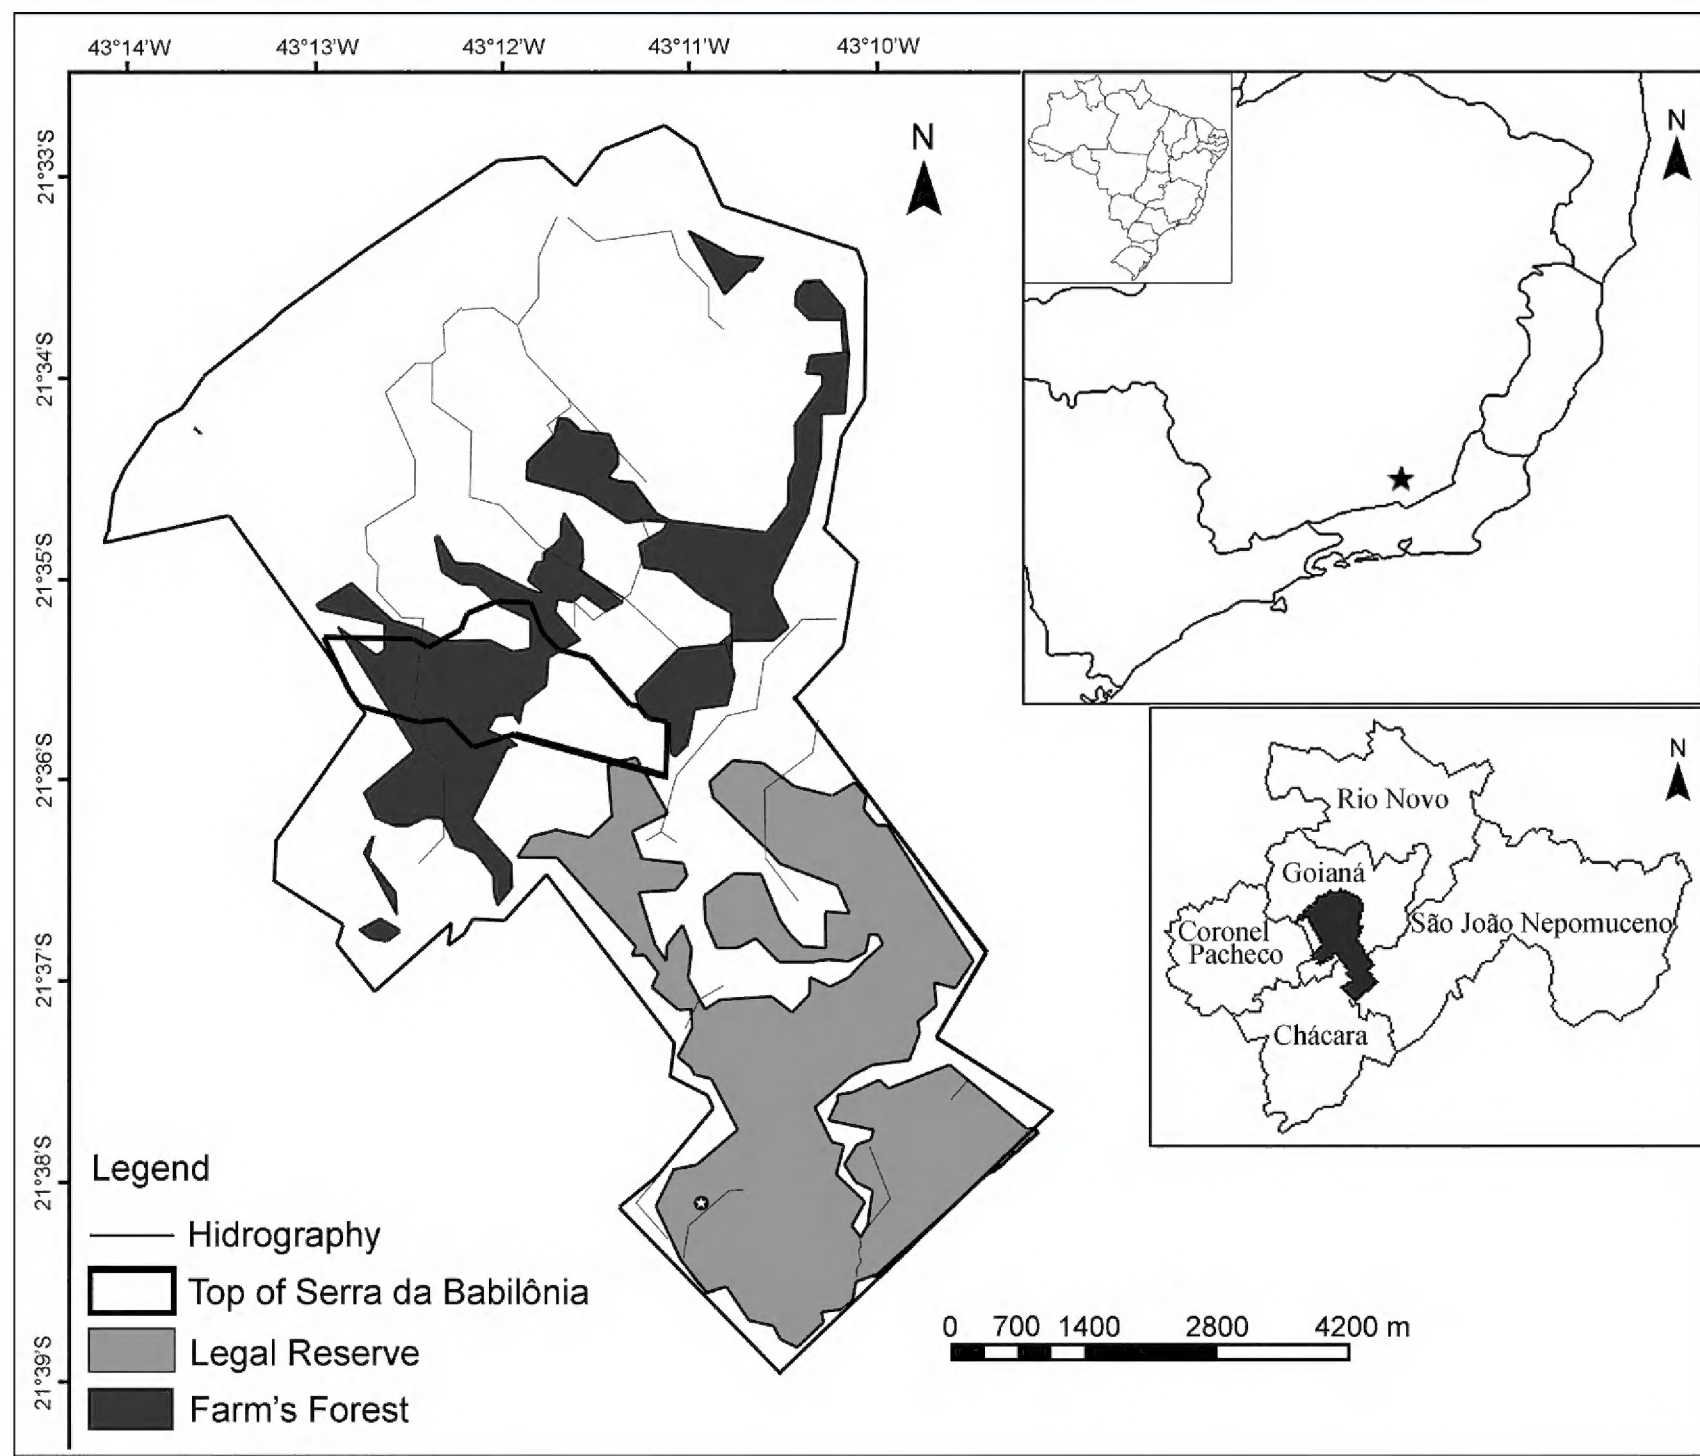 43°14'W 43°13'W 43°12'W 43°11'W 43°10'W
21°33'S
21°34'S
21°35'S
21°36'S
21°37'S
21°38'S
21°39'S
N
N
N
Rio Novo
Goianá
São João Nepomuceno
Coronel
Pacheco
Chácara
Legend
Hidrography
Top of Serra da Babilônia
Legal Reserve
Farm's Forest
0 700 1400 2800 4200 m